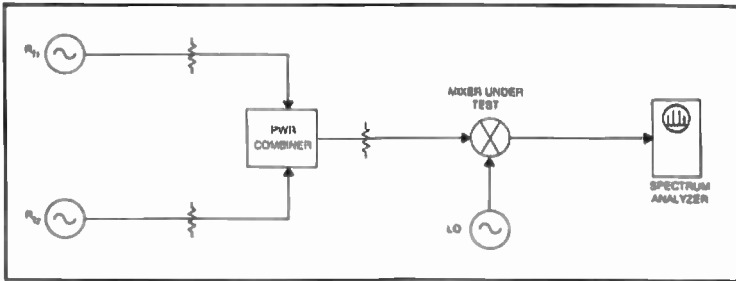 MIXER UNDER
TEST
PWR
COMBINER
LO
SPECTRUM
ANALYZER